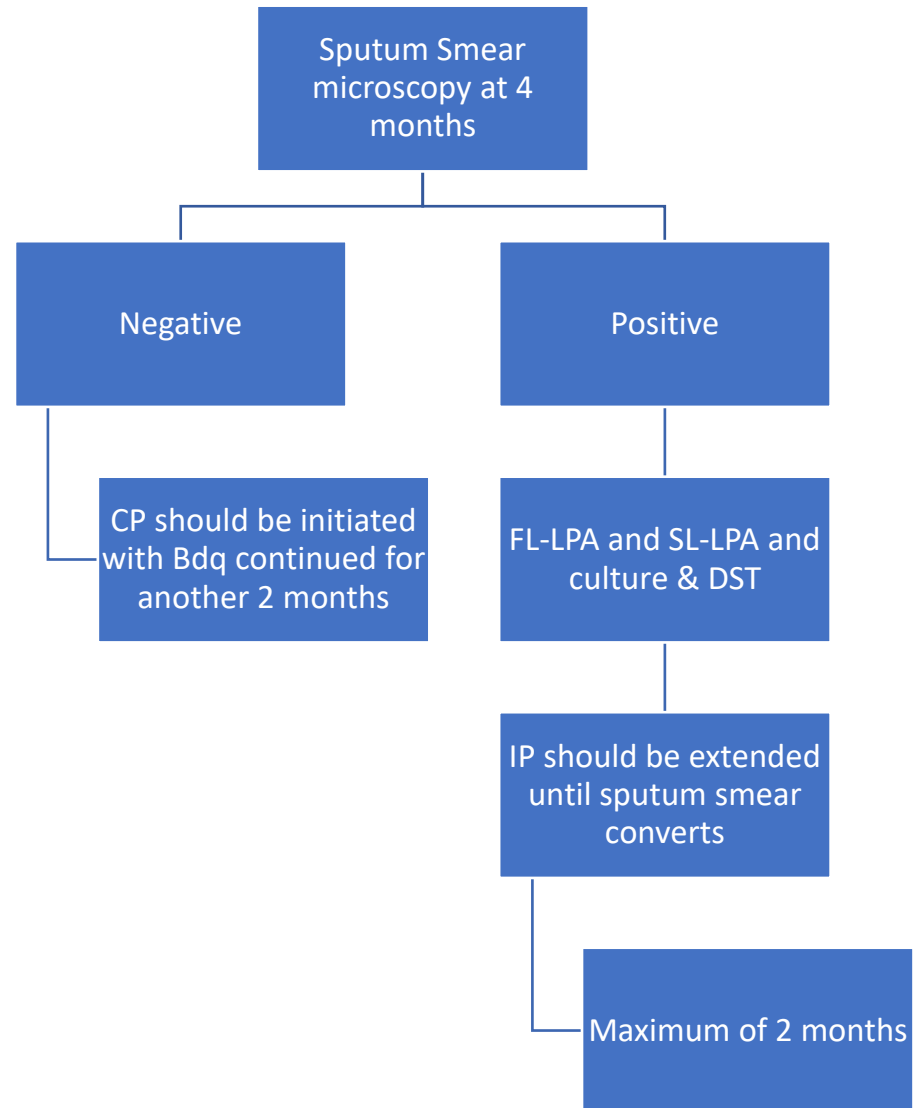 Sputum Smear
microscopy at 4
months
Negative
Positive
CP should be initiated
with Bdq continued for
another 2 months
FL-LPA and SL-LPA and
culture & DST
IP should be extended
until sputum smear
converts
Maximum of 2 months